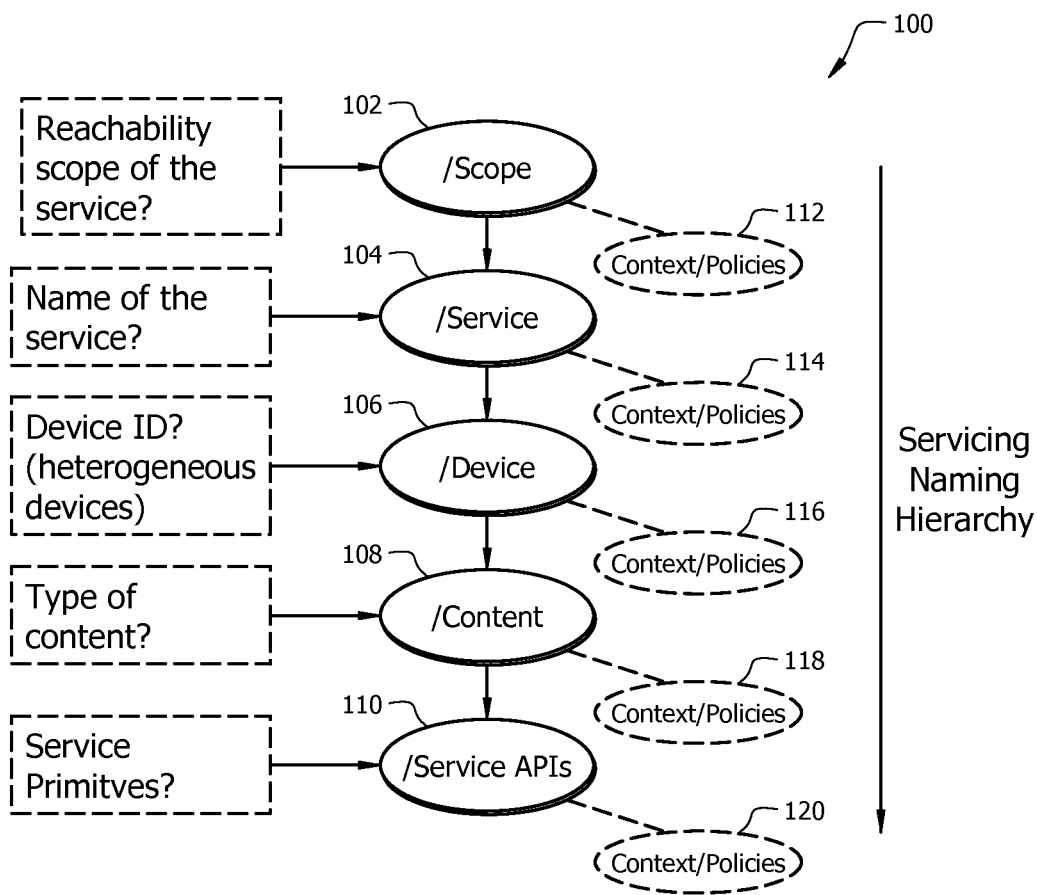 100
102
Reachability
scope of the
service?
/Scope
112
Context/Policies
104
Name of the
service?
/Service
114
Context/Policies
106
Device ID?
(heterogeneous
devices)
/Device
116
Context/Policies
Servicing
Naming
Hierarchy
108
Type of
content?
/Content
118
Context/Policies
110
Service
Primitves?
/Service APIs
120
Context/Policies